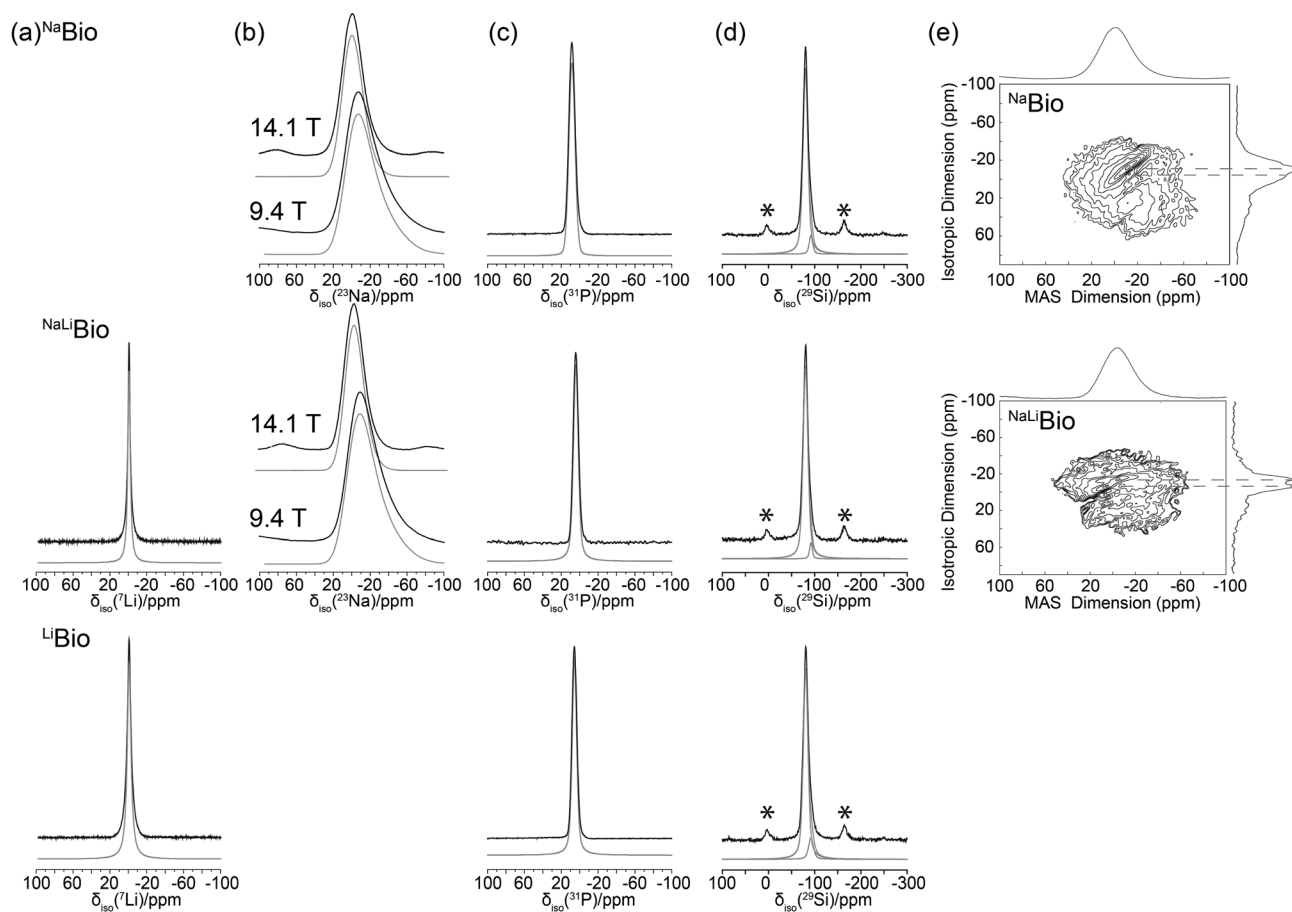 (a) ᴺᵃBio (b) (c) (d) (e)
14.1 T
9.4 T
* *
100 60 20 -20 -60 -100
δiso(²³Na)/ppm
100 60 20 -20 -60 -100
δiso(³¹P)/ppm
100 0 -100 -200 -300
δiso(²⁹Si)/ppm
Isotropic Dimension (ppm)
-100
-60
-20
20
60
ᴺᵃBio
100 60 20 -20 -60 -100
MAS Dimension (ppm)
ᴺᵃᴸⁱBio
100 60 20 -20 -60 -100
δiso(⁷Li)/ppm
14.1 T
9.4 T
100 60 20 -20 -60 -100
δiso(²³Na)/ppm
100 60 20 -20 -60 -100
δiso(³¹P)/ppm
* *
100 0 -100 -200 -300
δiso(²⁹Si)/ppm
Isotropic Dimension (ppm)
-100
-60
-20
20
60
ᴺᵃᴸⁱBio
100 60 20 -20 -60 -100
MAS Dimension (ppm)
ᴸⁱBio
100 60 20 -20 -60 -100
δiso(⁷Li)/ppm
100 60 20 -20 -60 -100
δiso(³¹P)/ppm
* *
100 0 -100 -200 -300
δiso(²⁹Si)/ppm